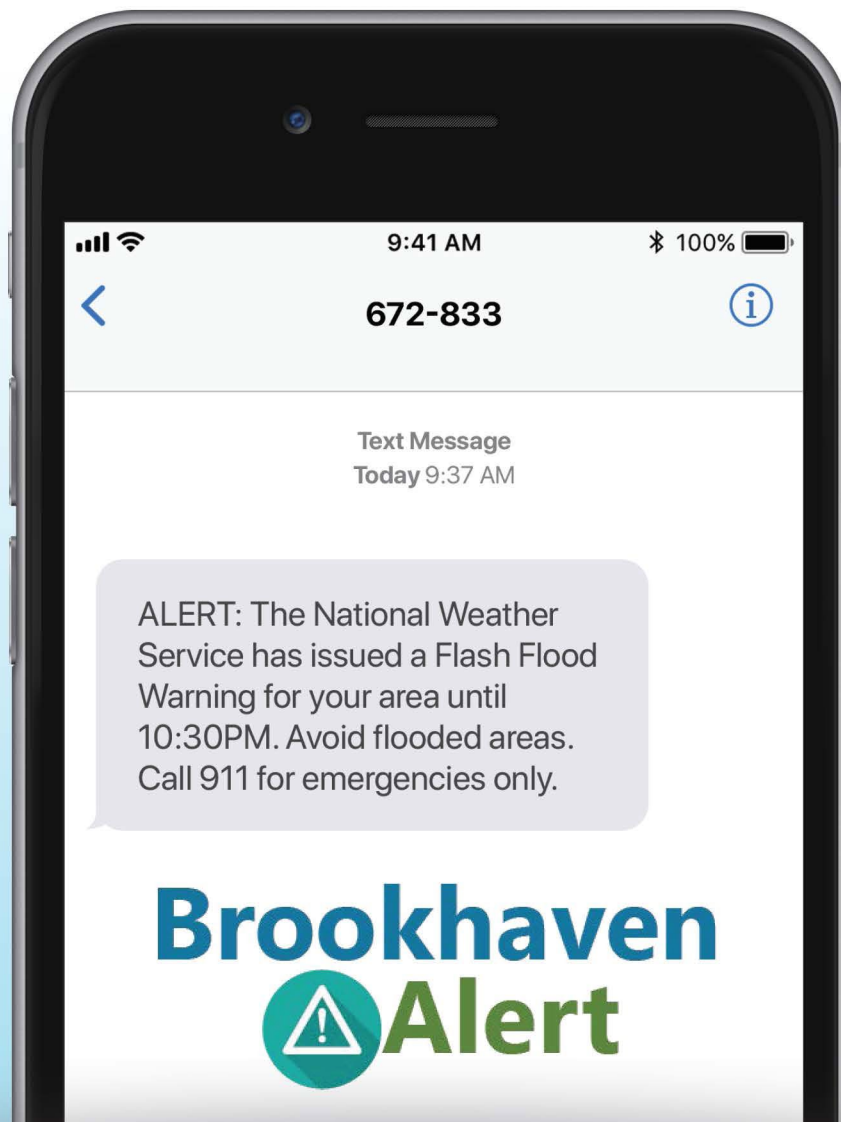 9:41 AM
100%
672-833
Text Message
Today 9:37 AM
ALERT: The National Weather
Service has issued a Flash Flood
Warning for your area until
10:30PM. Avoid flooded areas.
Call 911 for emergencies only.
Brookhaven
Alert